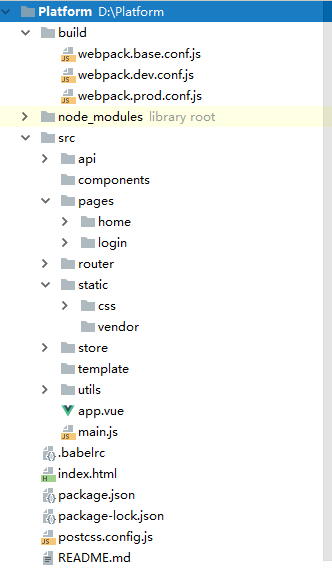 Platform D:\Platform
build
webpack.base.conf.js
webpack.dev.conf.js
webpack.prod.conf.js
node_modules library root
src
api
components
pages
home
login
router
static
css
vendor
store
template
utils
app.vue
main.js
.babelrc
index.html
package.json
package-lock.json
postcss.config.js
README.md